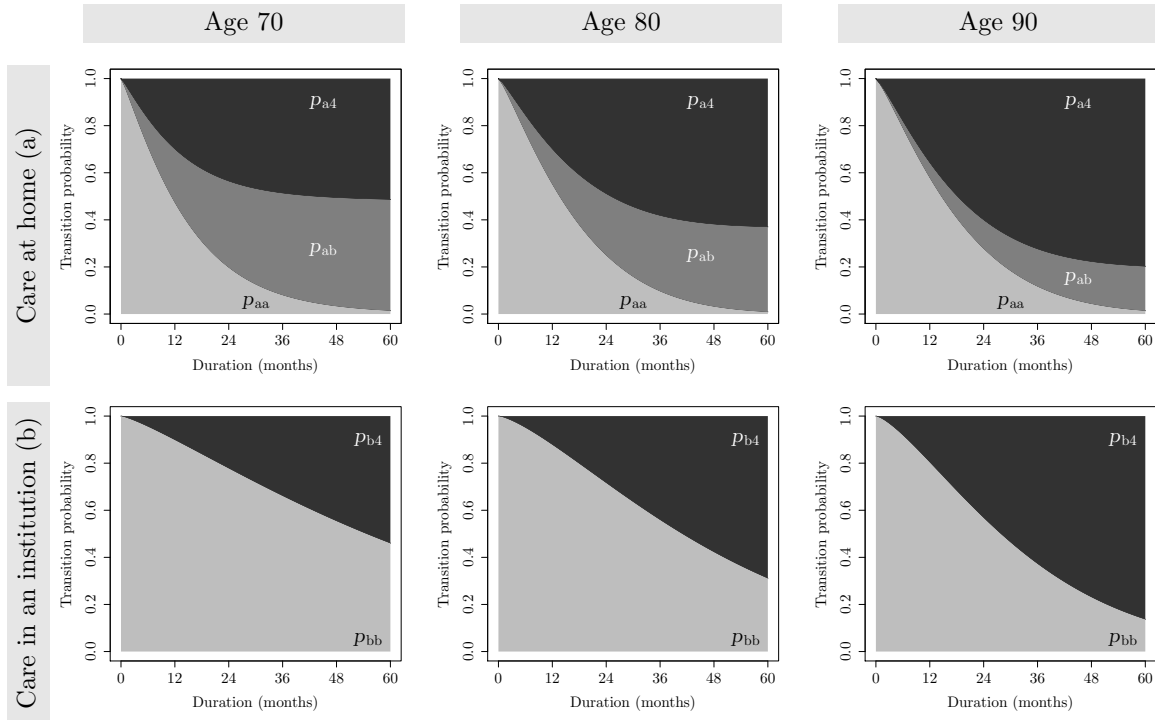 Age 70
Age 80
Age 90
Care at home (a)
Transition probability
0.0 0.2 0.4 0.6 0.8 1.0
p_a4
p_ab
p_aa
0 12 24 36 48 60
Duration (months)
Transition probability
0.0 0.2 0.4 0.6 0.8 1.0
p_a4
p_ab
p_aa
0 12 24 36 48 60
Duration (months)
Transition probability
0.0 0.2 0.4 0.6 0.8 1.0
p_a4
p_ab
p_aa
0 12 24 36 48 60
Duration (months)
Care in an institution (b)
Transition probability
0.0 0.2 0.4 0.6 0.8 1.0
p_b4
p_bb
0 12 24 36 48 60
Duration (months)
Transition probability
0.0 0.2 0.4 0.6 0.8 1.0
p_b4
p_bb
0 12 24 36 48 60
Duration (months)
Transition probability
0.0 0.2 0.4 0.6 0.8 1.0
p_b4
p_bb
0 12 24 36 48 60
Duration (months)